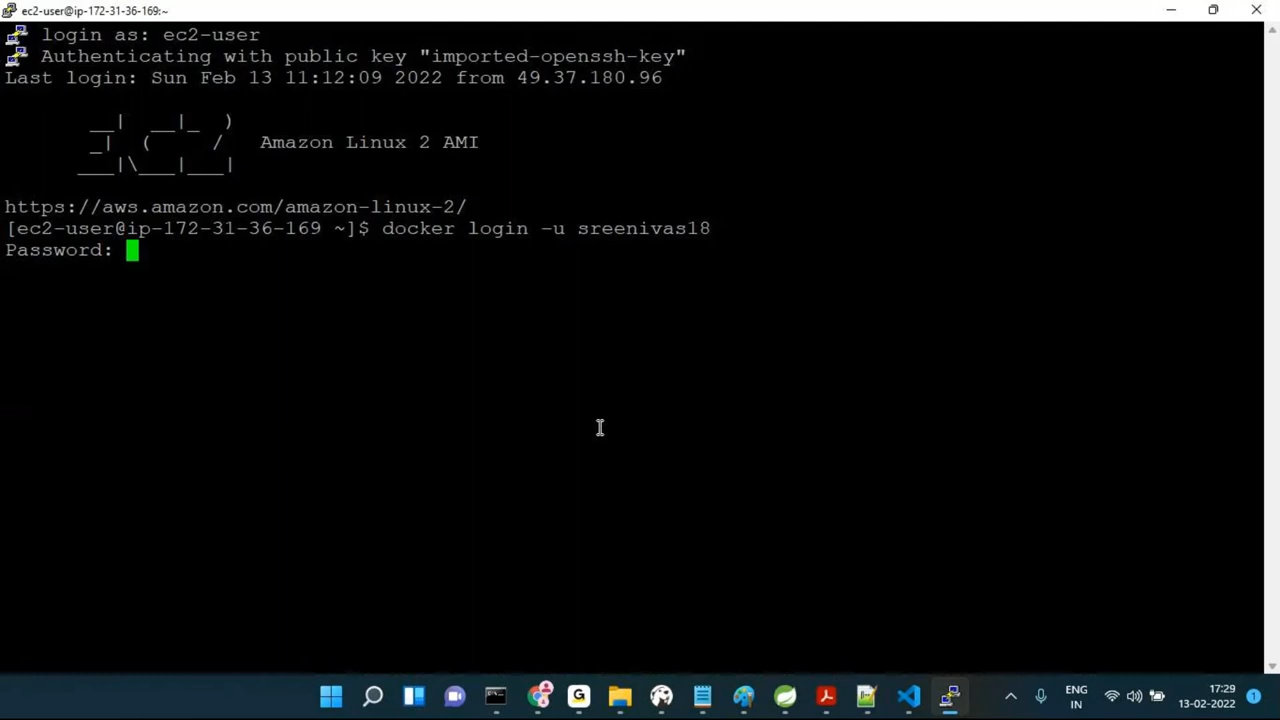 ec2-user@ip-172-31-36-169:~
login as: ec2-user
Authenticating with public key "imported-openssh-key"
Last login: Sun Feb 13 11:12:09 2022 from 49.37.180.96
__|  __|_  )
_|  (     /   Amazon Linux 2 AMI
___|\___|___|
https://aws.amazon.com/amazon-linux-2/
[ec2-user@ip-172-31-36-169 ~]$ docker login -u sreenivas18
Password:
ENG
IN
17:29
13-02-2022
1
G